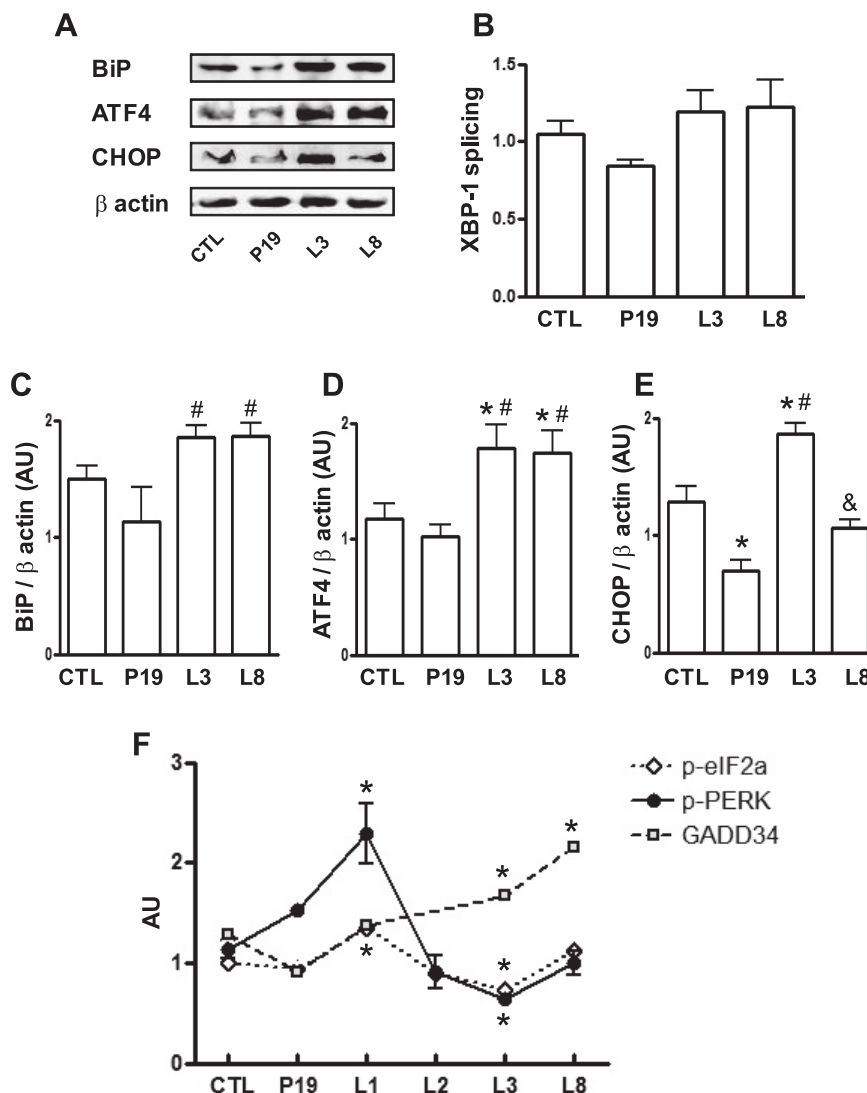 A
BiP
ATF4
CHOP
β actin
CTL P19 L3 L8
B
XBP-1 splicing
1.5
1.0
0.5
0.0
CTL P19 L3 L8
C
BiP / β actin (AU)
2
1
0
# #
CTL P19 L3 L8
D
ATF4 / β actin (AU)
2
1
0
* # * #
CTL P19 L3 L8
E
CHOP / β actin (AU)
2
1
0
* * # &
CTL P19 L3 L8
F
AU
3
2
1
0
* * * * * *
CTL P19 L1 L2 L3 L8
p-eIF2a
p-PERK
GADD34